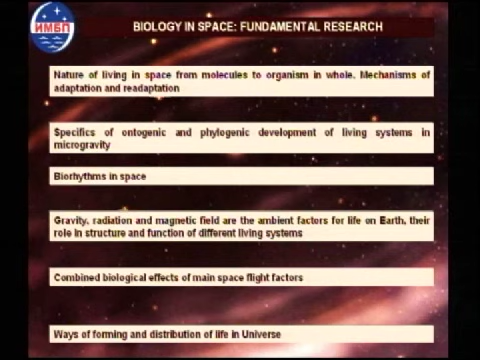 ИМБП
BIOLOGY IN SPACE: FUNDAMENTAL RESEARCH
Nature of living in space from molecules to organism in whole. Mechanisms of
adaptation and readaptation
Specifics of ontogenic and phylogenic development of living systems in
microgravity
Biorhythms in space
Gravity, radiation and magnetic field are the ambient factors for life on Earth, their
role in structure and function of different living systems
Combined biological effects of main space flight factors
Ways of forming and distribution of life in Universe